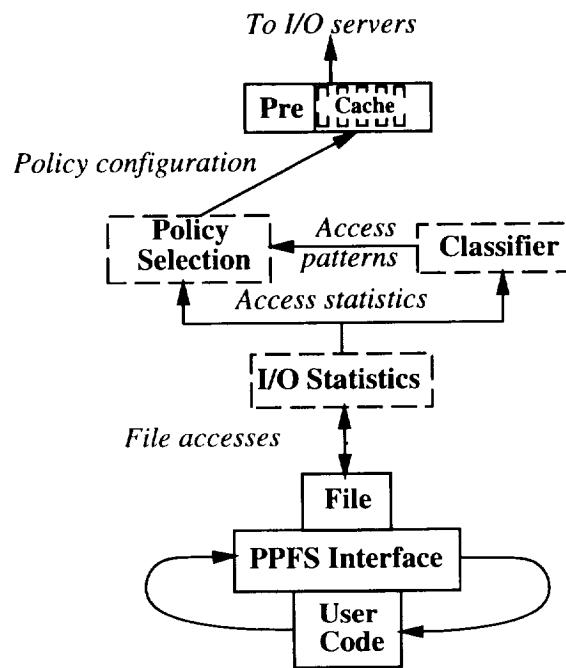 To I/O servers
Pre Cache
Policy configuration
Policy
Selection
Access
patterns
Classifier
Access statistics
I/O Statistics
File accesses
File
PPFS Interface
User
Code